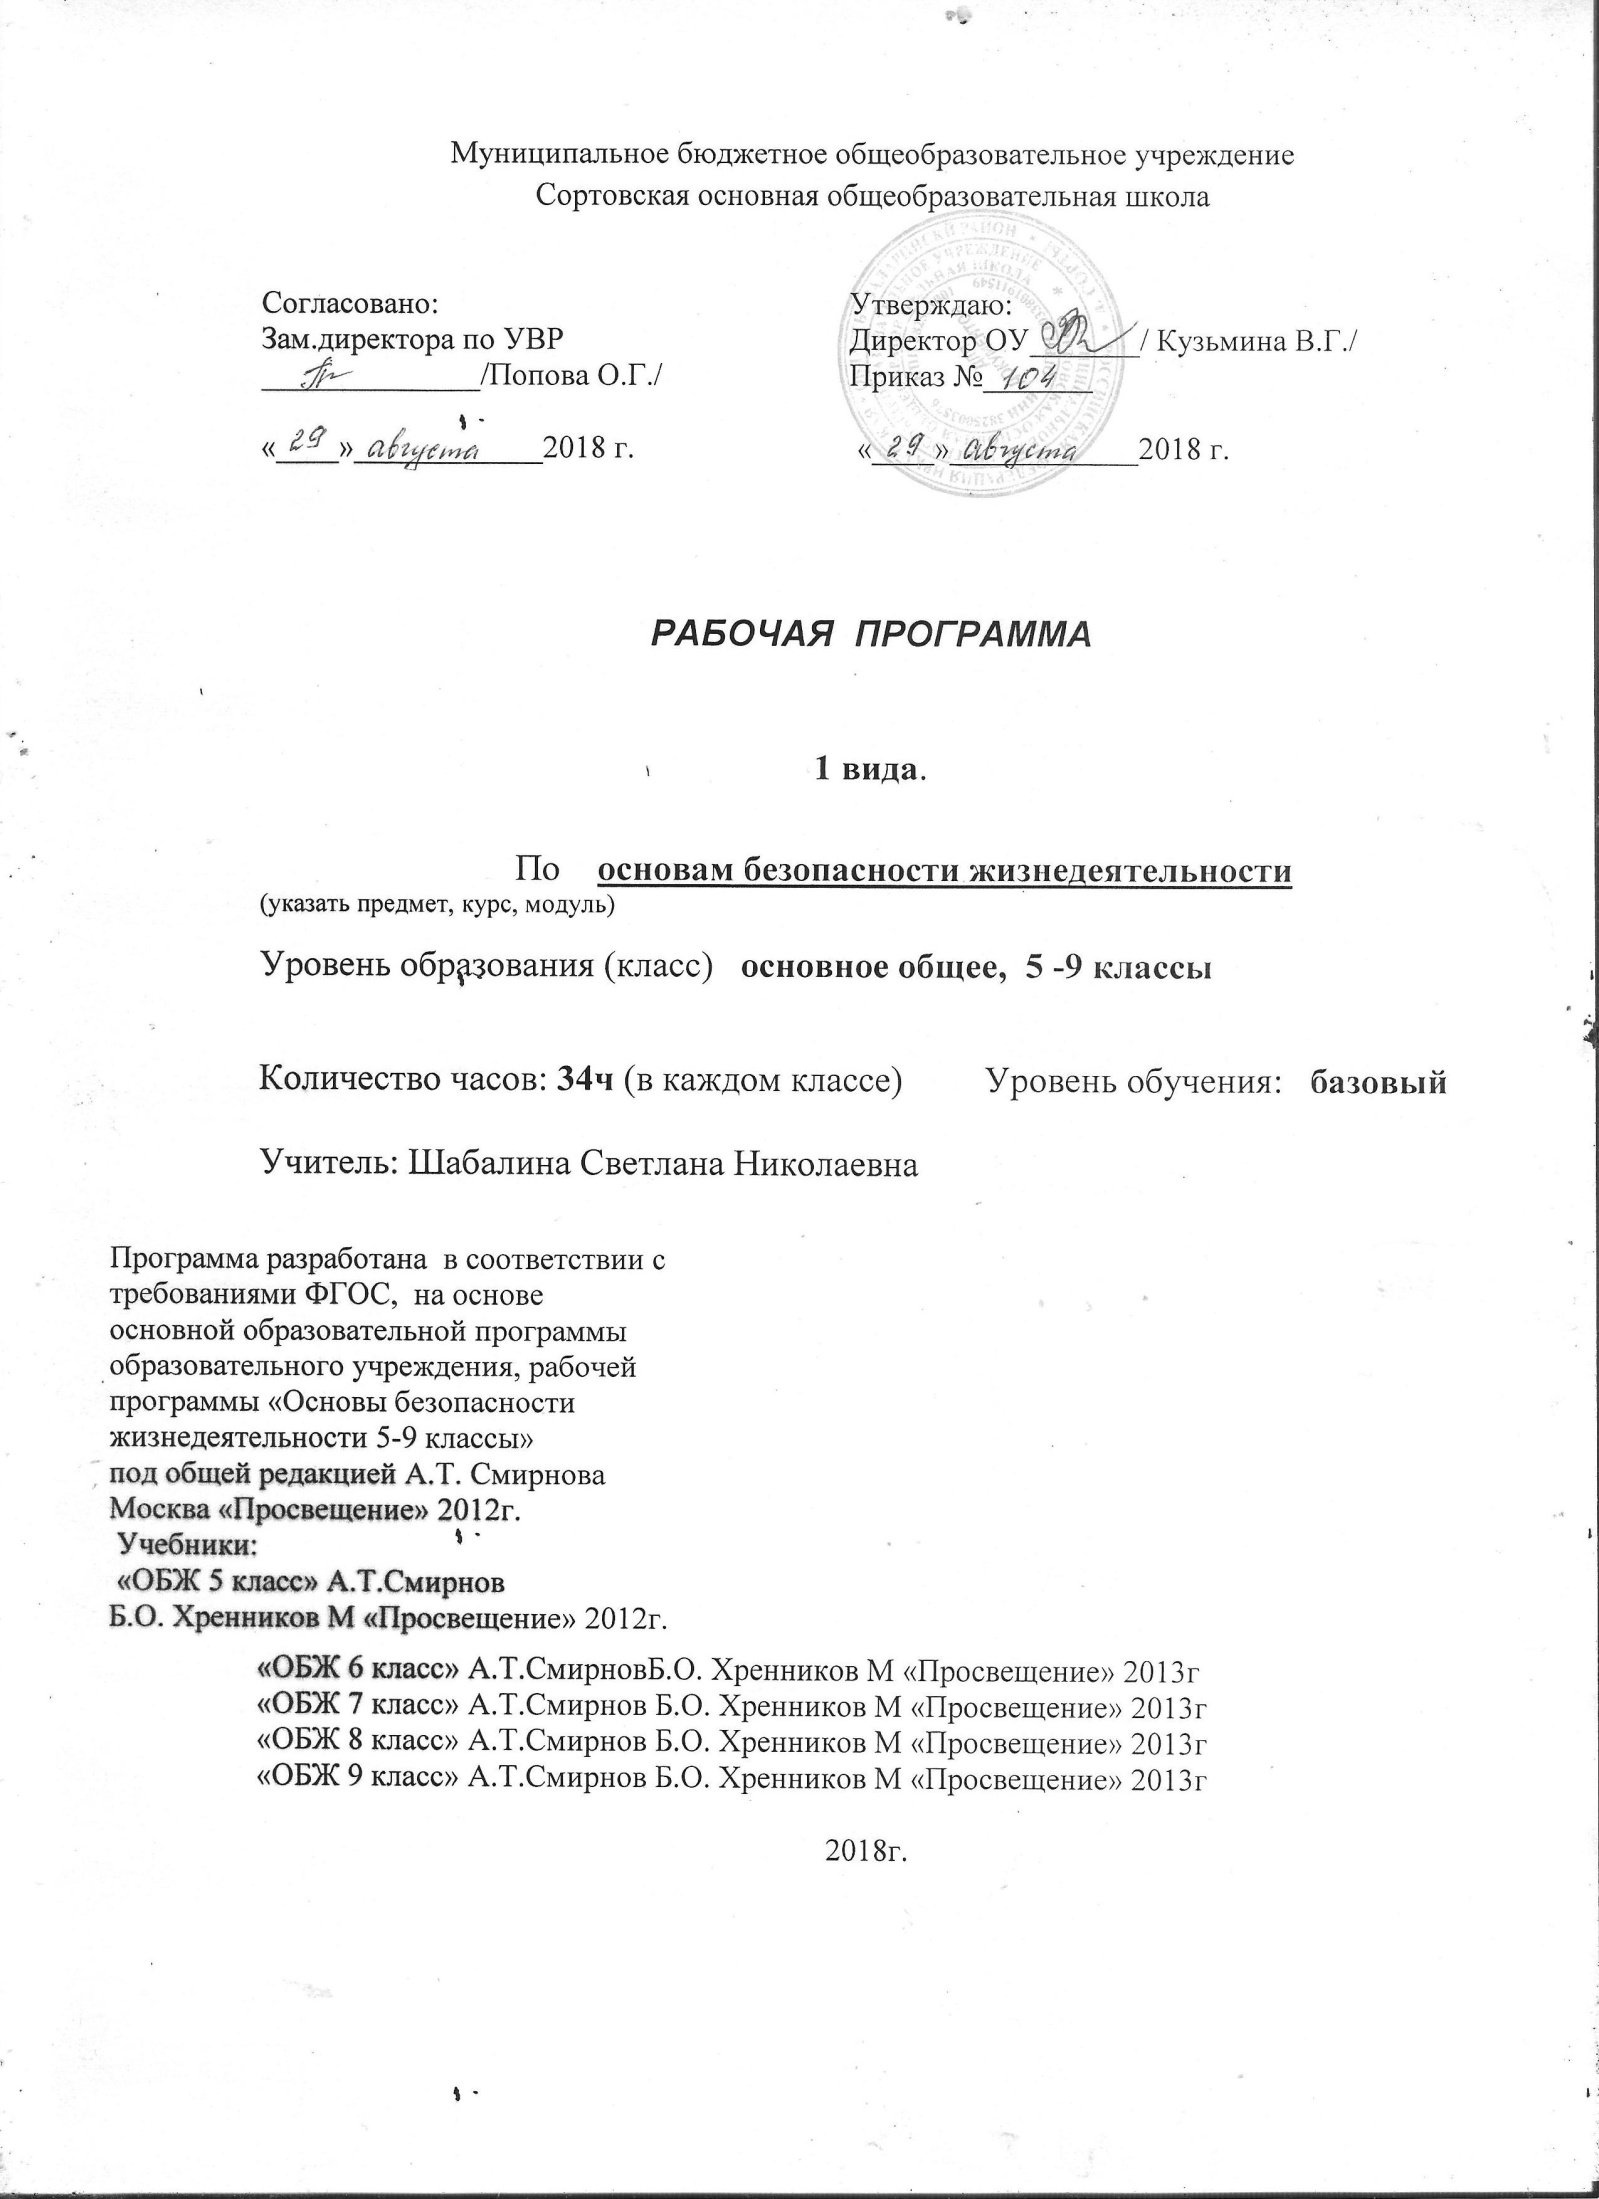 Муниципальное бюджетное общеобразовательное учреждение
Сортовская основная общеобразовательная школа
Согласовано:
Зам.директора по УВР
/Попова О.Г./
«29» августа 2018 г.
Утверждаю:
Директор ОУ / Кузьмина В.Г./
Приказ № 104
«29» августа 2018 г.
РАБОЧАЯ ПРОГРАММА
1 вида.
По основам безопасности жизнедеятельности
(указать предмет, курс, модуль)
Уровень образования (класс) основное общее, 5 -9 классы
Количество часов: 34ч (в каждом классе) Уровень обучения: базовый
Учитель: Шабалина Светлана Николаевна
Программа разработана в соответствии с
требованиями ФГОС, на основе
основной образовательной программы
образовательного учреждения, рабочей
программы «Основы безопасности
жизнедеятельности 5-9 классы»
под общей редакцией А.Т. Смирнова
Москва «Просвещение» 2012г.
Учебники:
«ОБЖ 5 класс» А.Т.Смирнов
Б.О. Хренников М «Просвещение» 2012г.
«ОБЖ 6 класс» А.Т.СмирновБ.О. Хренников М «Просвещение» 2013г
«ОБЖ 7 класс» А.Т.Смирнов Б.О. Хренников М «Просвещение» 2013г
«ОБЖ 8 класс» А.Т.Смирнов Б.О. Хренников М «Просвещение» 2013г
«ОБЖ 9 класс» А.Т.Смирнов Б.О. Хренников М «Просвещение» 2013г
2018г.